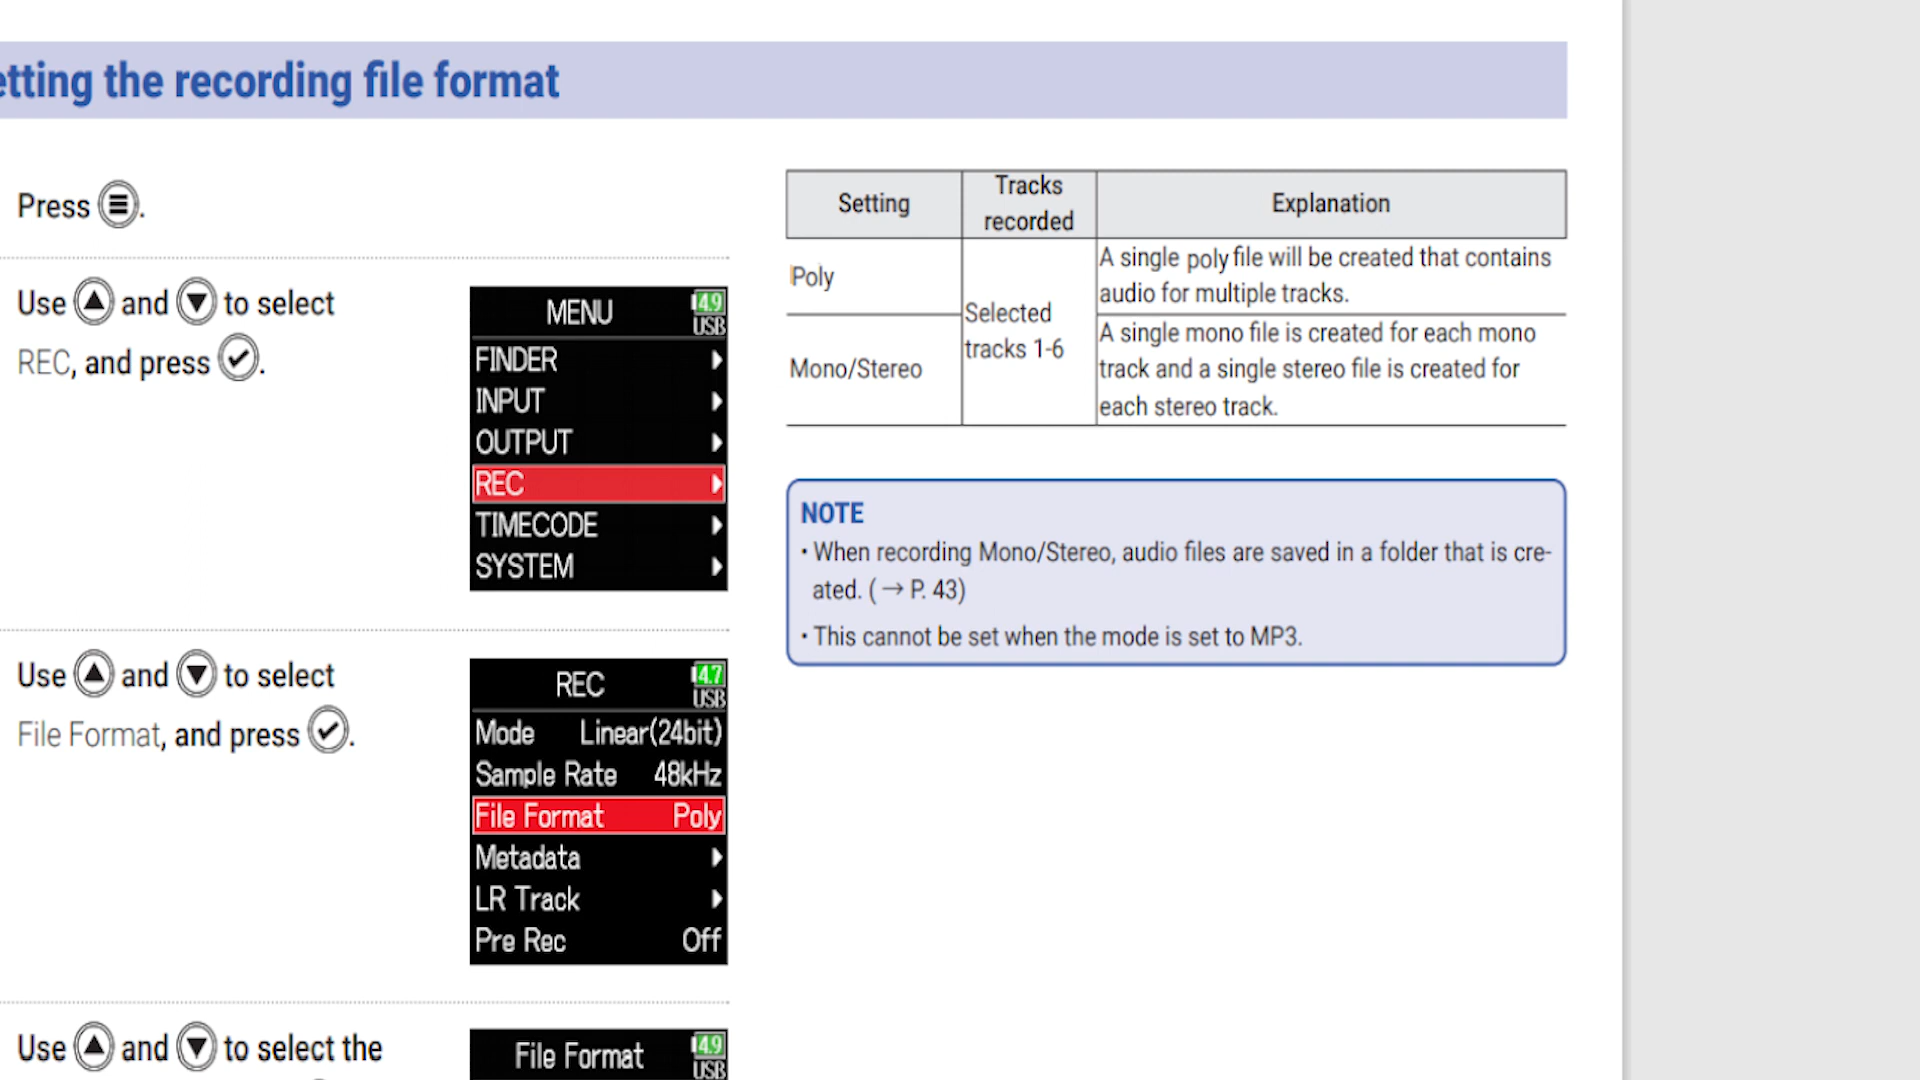 etting the recording file format
Press
.
Use and to select
REC, and press .
MENU
4.9
USB
FINDER
INPUT
OUTPUT
REC
TIMECODE
SYSTEM
Use and to select
File Format, and press .
REC
4.7
USB
Mode Linear(24bit)
Sample Rate 48kHz
File Format Poly
Metadata
LR Track
Pre Rec Off
Use and to select the
File Format
4.9
USB
Setting
Tracks
recorded
Explanation
Poly
Selected
tracks 1-6
A single poly file will be created that contains
audio for multiple tracks.
Mono/Stereo
A single mono file is created for each mono
track and a single stereo file is created for
each stereo track.
NOTE
• When recording Mono/Stereo, audio files are saved in a folder that is cre-
ated. ( → P. 43)
• This cannot be set when the mode is set to MP3.